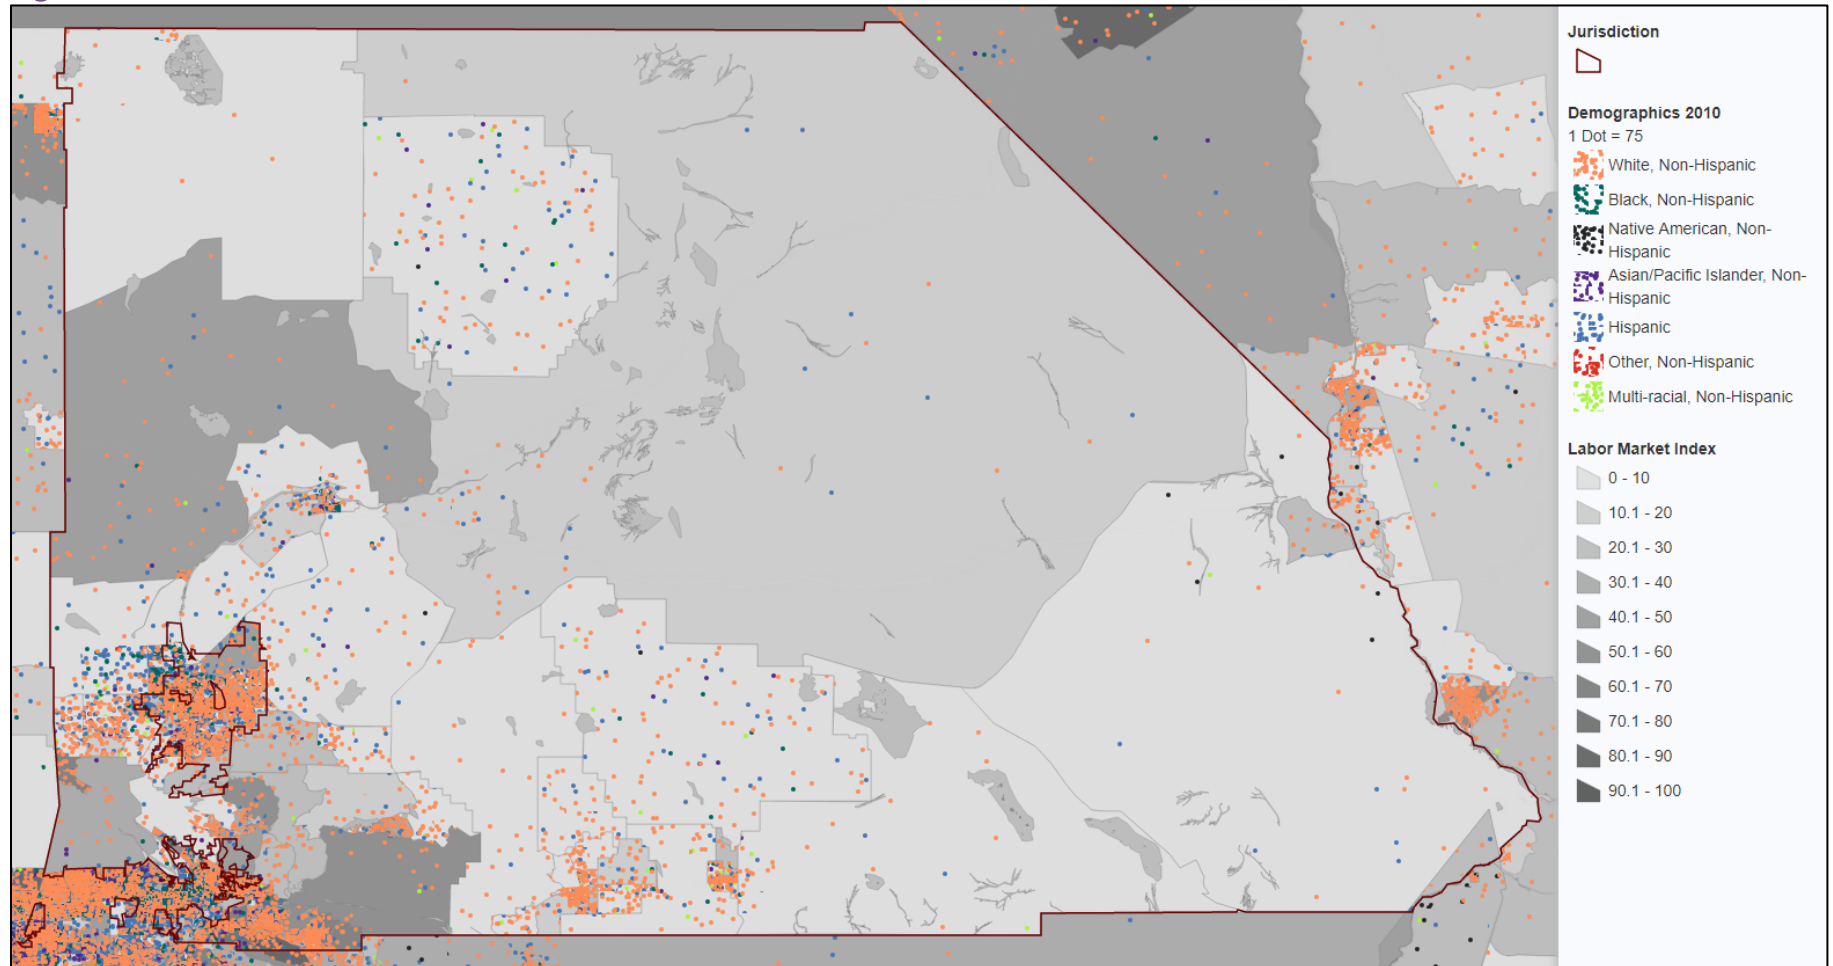 Jurisdiction
Demographics 2010
1 Dot = 75
White, Non-Hispanic
Black, Non-Hispanic
Native American, Non-
Hispanic
Asian/Pacific Islander, Non-
Hispanic
Hispanic
Other, Non-Hispanic
Multi-racial, Non-Hispanic
Labor Market Index
0 - 10
10.1 - 20
20.1 - 30
30.1 - 40
40.1 - 50
50.1 - 60
60.1 - 70
70.1 - 80
80.1 - 90
90.1 - 100